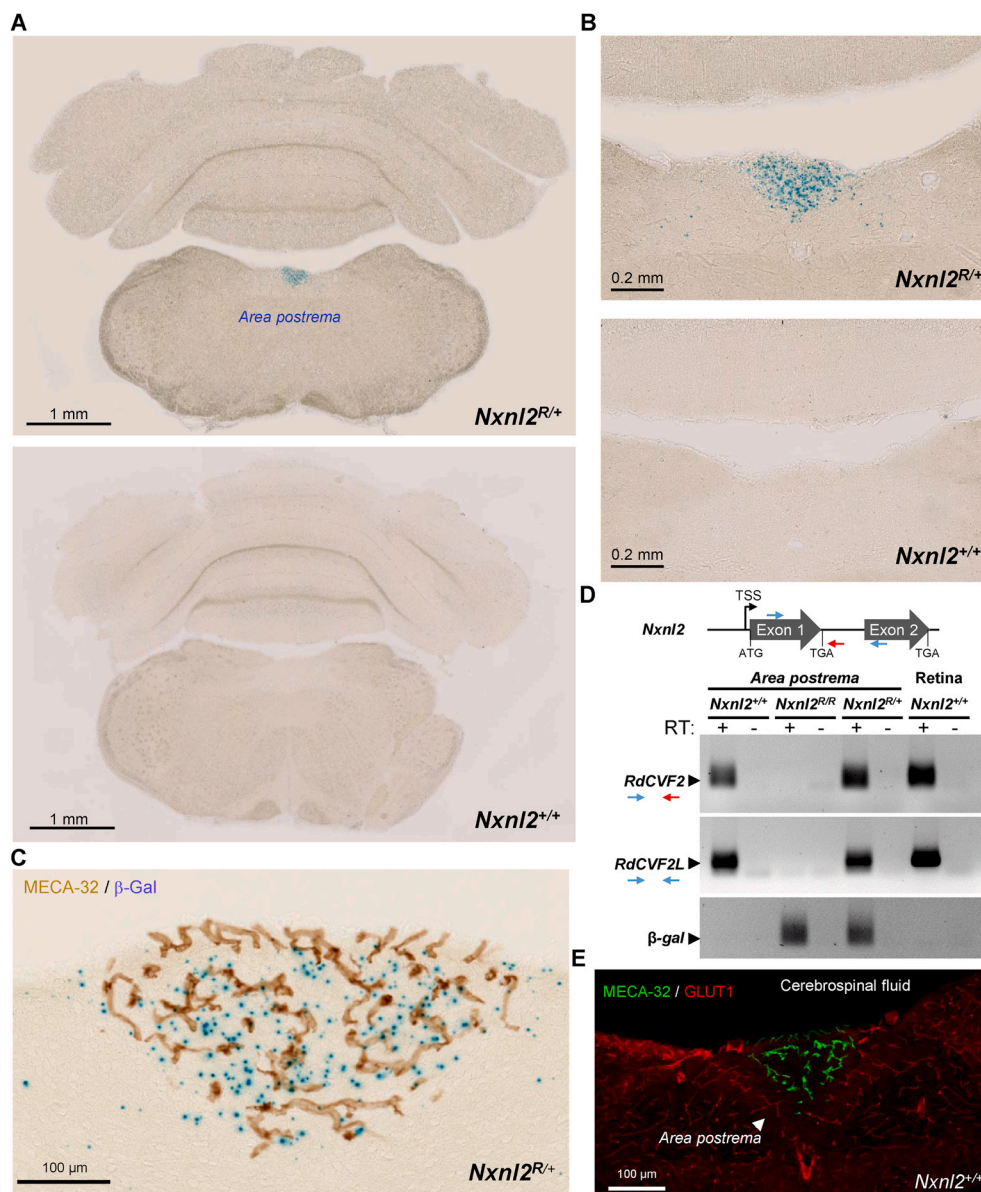 A
Area postrema
1 mm
Nxnl2R/+
1 mm
Nxnl2+/+
B
0.2 mm
Nxnl2R/+
0.2 mm
Nxnl2+/+
C
MECA-32 / β-Gal
100 µm
Nxnl2R/+
D
TSS
Nxnl2 Exon 1 Exon 2
ATG TGA TGA
Area postrema Retina
Nxnl2+/+ Nxnl2R/R Nxnl2R/+ Nxnl2+/+
RT: + - + - + - + -
RdCVF2
RdCVF2L
β-gal
E
MECA-32 / GLUT1 Cerebrospinal fluid
Area postrema
100 µm
Nxnl2+/+